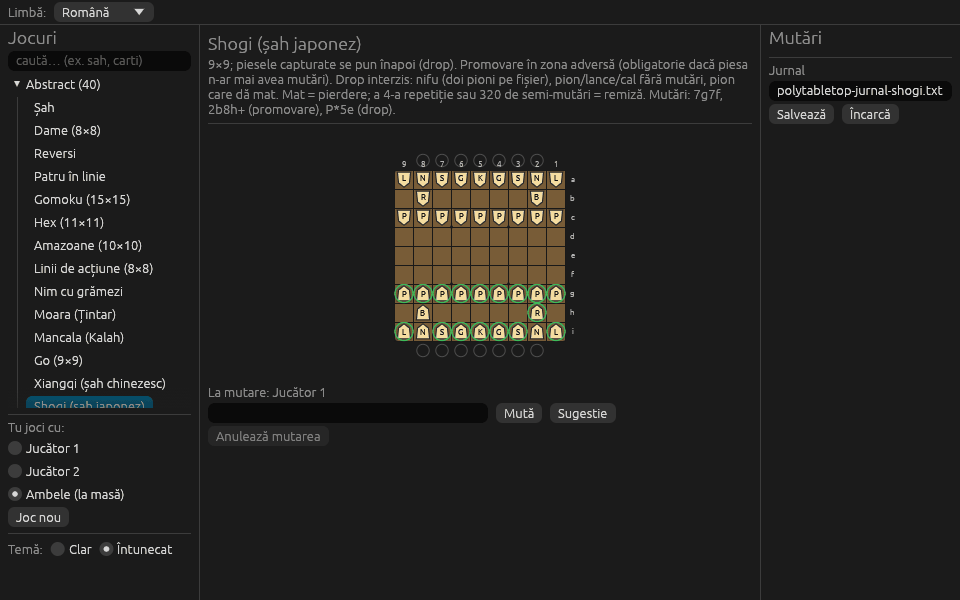 Limbă: Română
Jocuri
caută... (ex. sah, carti)
Abstract (40)
Șah
Dame (8×8)
Reversi
Patru în linie
Gomoku (15×15)
Hex (11×11)
Amazoane (10×10)
Linii de acțiune (8×8)
Nim cu grămezi
Moara (Țintar)
Mancala (Kalah)
Go (9×9)
Xiangqi (șah chinezesc)
Shogi (șah japonez)
Tu joci cu:
Jucător 1
Jucător 2
Ambele (la masă)
Joc nou
Temă: Clar Întunecat
Shogi (șah japonez)
9×9; piesele capturate se pun înapoi (drop). Promovare în zona adversă (obligatorie dacă piesa
n-ar mai avea mutări). Drop interzis: nifu (doi pioni pe fișier), pion/lance/cal fără mutări, pion
care dă mat. Mat = pierdere; a 4-a repetiție sau 320 de semi-mutări = remiză. Mutări: 7g7f,
2b8h+ (promovare), P*5e (drop).
9 8 7 6 5 4 3 2 1
L N S G K G S N L a
R B b
P P P P P P P P P c
d
e
f
P P P P P P P P P g
B R h
L N S G K G S N L i
La mutare: Jucător 1
Mută Sugestie
Anulează mutarea
Mutări
Jurnal
polytabletop-jurnal-shogi.txt
Salvează Încarcă